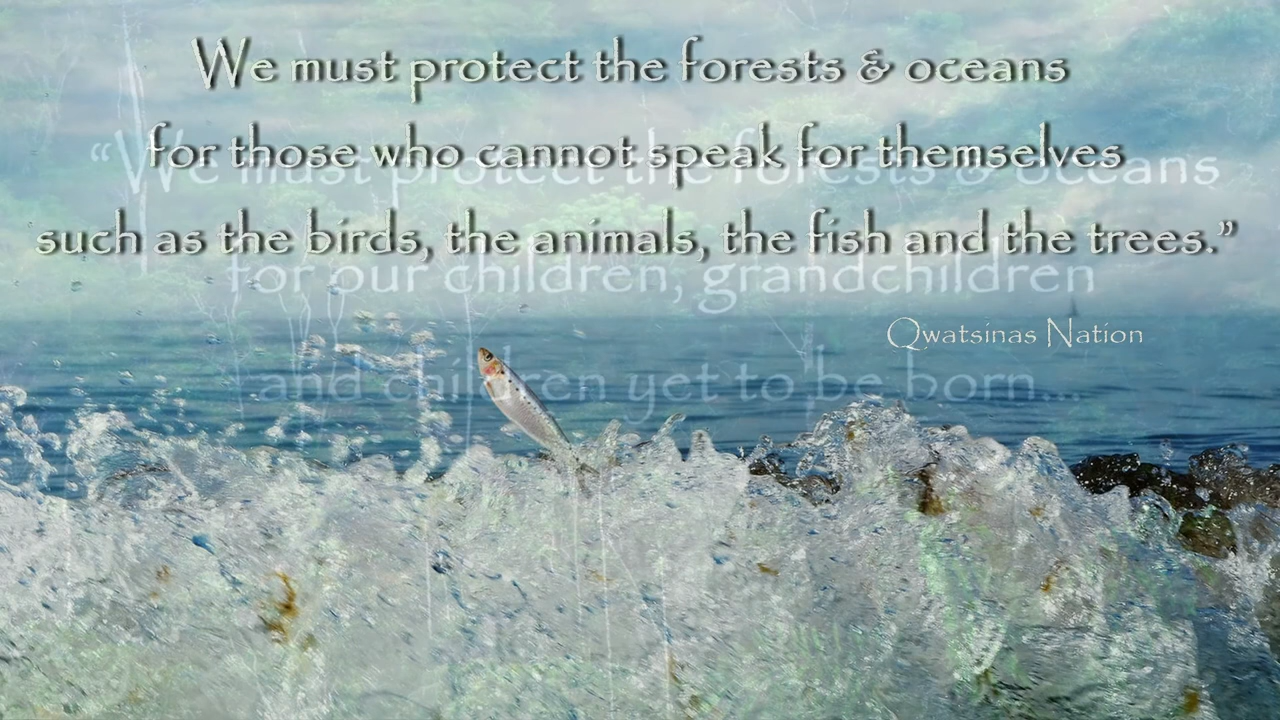 We must protect the forests & oceans
for those who cannot speak for themselves
such as the birds, the animals, the fish and the trees.”
Qwatsinas Nation
“We must protect the forests & oceans
for our children, grandchildren
and children yet to be born...